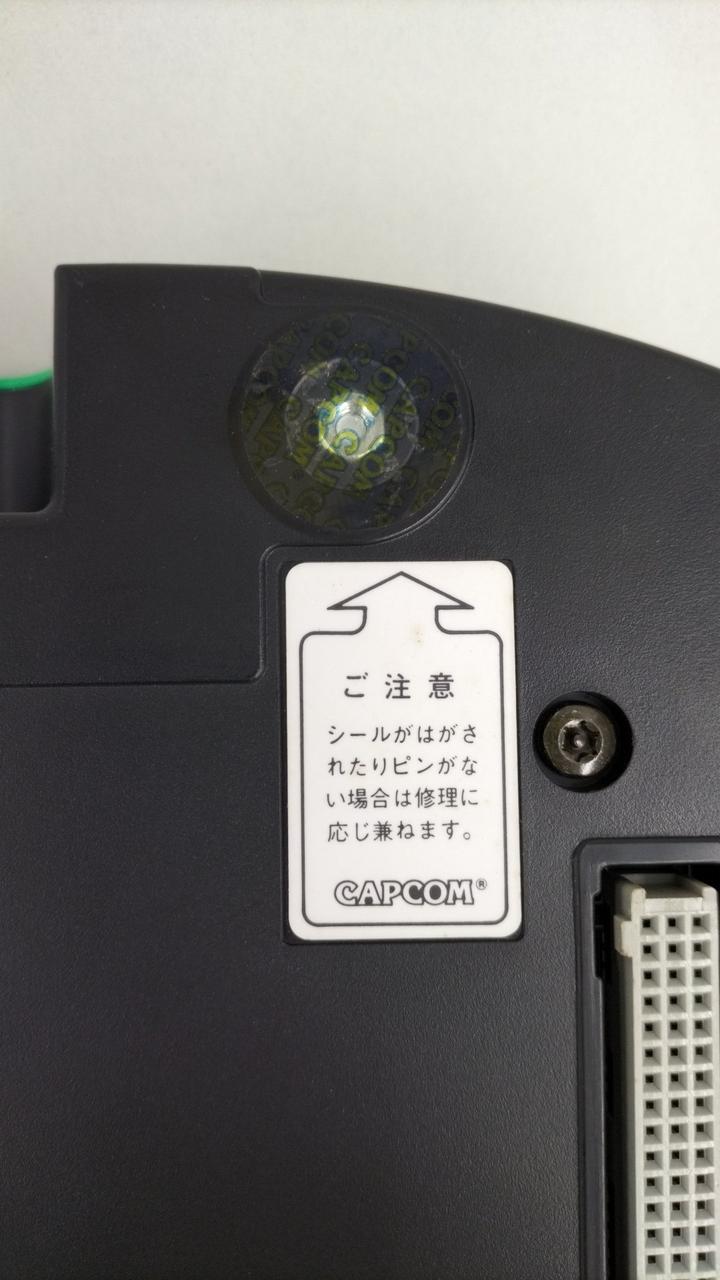 CAPCOM
ご注意
シールがはがさ
れたりピンがな
い場合は修理に
応じ兼ねます。
CAPCOM®